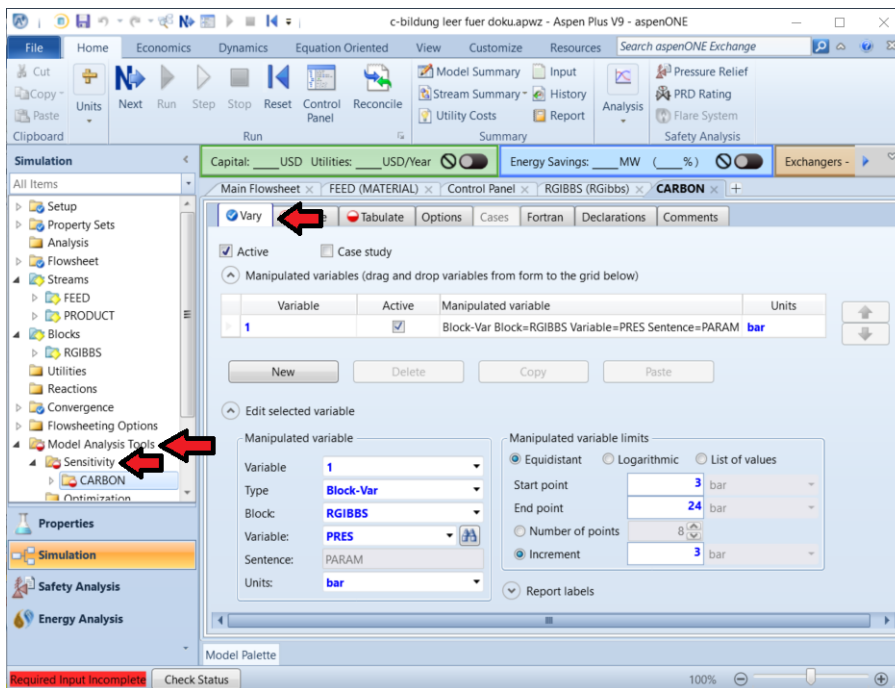 c-bildung leer fuer doku.apwz - Aspen Plus V9 - aspenONE
File Home Economics Dynamics Equation Oriented View Customize Resources Search aspenONE Exchange
Cut
Copy
Paste
Clipboard
Units
Next Run Step Stop Reset Control Panel Reconcile
Run
Model Summary Input
Stream Summary History
Utility Costs Report
Summary
Analysis
Pressure Relief
PRD Rating
Flare System
Safety Analysis
Simulation
All Items
Capital: ____USD Utilities: ____USD/Year Energy Savings: ____MW (____%) Exchangers -
Main Flowsheet FEED (MATERIAL) Control Panel RGIBBS (RGibbs) CARBON +
Setup
Property Sets
Analysis
Flowsheet
Streams
FEED
PRODUCT
Blocks
RGIBBS
Utilities
Reactions
Convergence
Flowsheeting Options
Model Analysis Tools
Sensitivity
CARBON
Optimization
Properties
Simulation
Safety Analysis
Energy Analysis
Vary Tabulate Options Cases Fortran Declarations Comments
Active Case study
Manipulated variables (drag and drop variables from form to the grid below)
Variable Active Manipulated variable Units
1 Block-Var Block=RGIBBS Variable=PRES Sentence=PARAM bar
New Delete Copy Paste
Edit selected variable
Manipulated variable
Variable 1
Type Block-Var
Block: RGIBBS
Variable: PRES
Sentence: PARAM
Units: bar
Manipulated variable limits
Equidistant Logarithmic List of values
Start point 3 bar
End point 24 bar
Number of points 8
Increment 3 bar
Report labels
Model Palette
Required Input Incomplete Check Status 100%